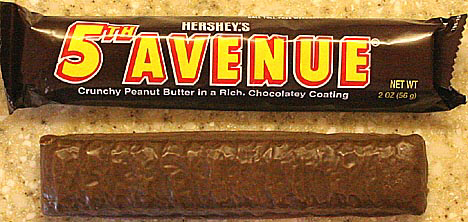 HERSHEY'S
5TH AVENUE®
Crunchy Peanut Butter in a Rich, Chocolatey Coating
NET WT
2 OZ (56 g)